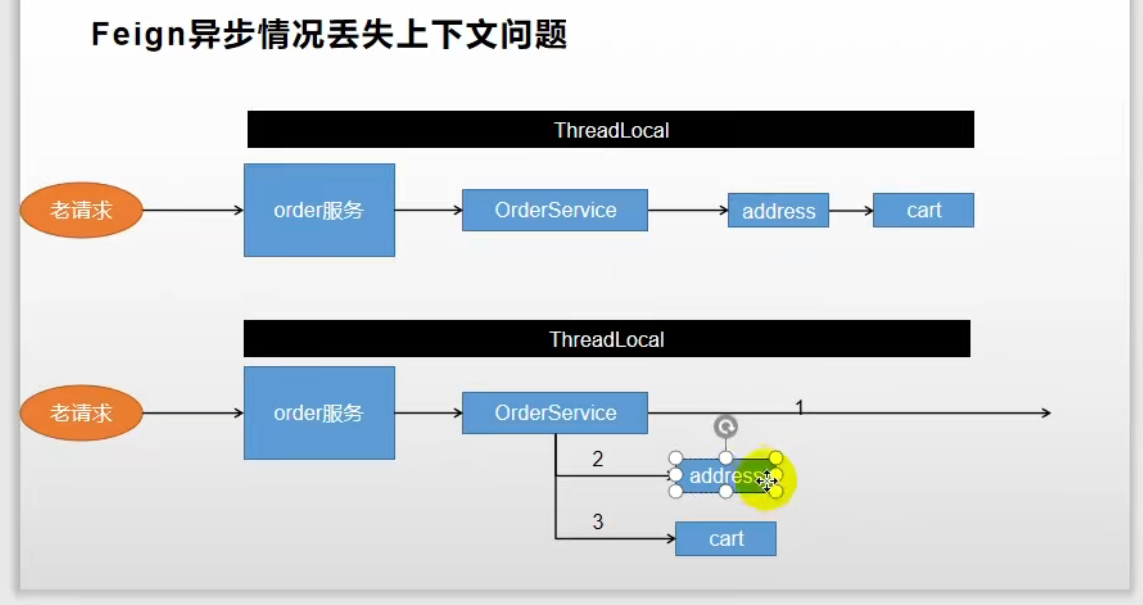 Feign异步情况丢失上下文问题
ThreadLocal
老请求
order服务
OrderService
address
cart
ThreadLocal
老请求
order服务
OrderService
1
2
address
3
cart